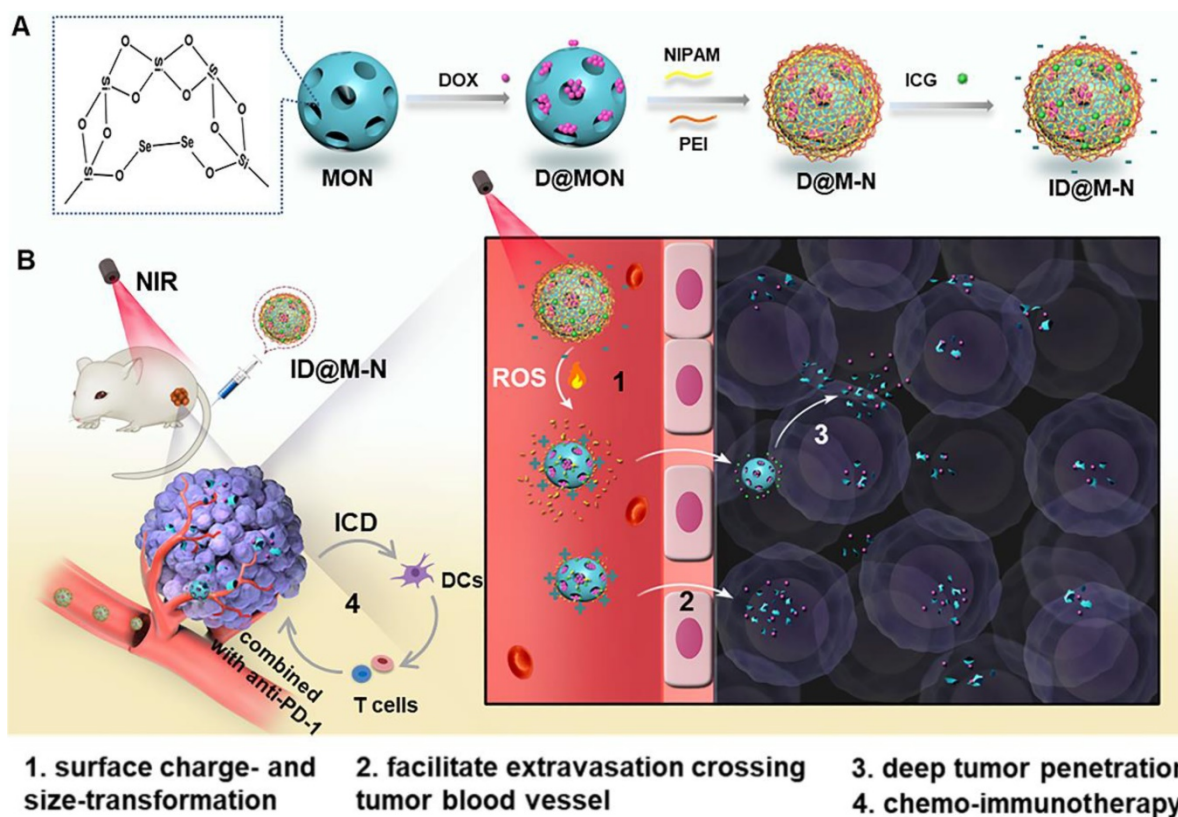 A
O
O
Si
Si
Si
O
O
O
O
O
O
Se
Se
Si
Si
O
O
MON
DOX
D@MON
NIPAM
PEI
D@M-N
ICG
ID@M-N
B
NIR
ID@M-N
ICD
DCs
4
T cells
combined
with anti-PD-1
ROS
1
2
3
1. surface charge- and
size-transformation
2. facilitate extravasation crossing
tumor blood vessel
3. deep tumor penetration
4. chemo-immunotherapy